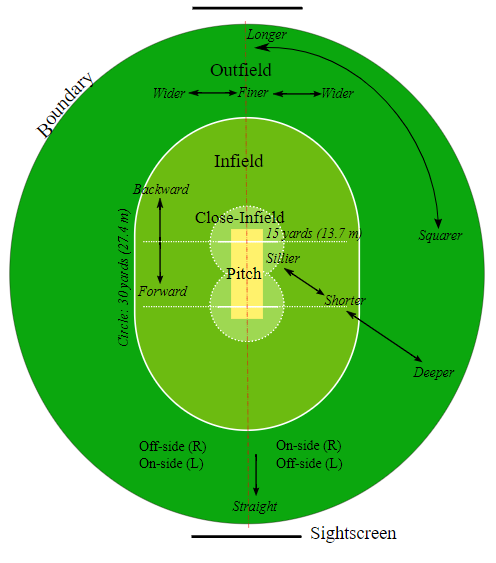 Longer
Outfield
Wider
Finer
Wider
Boundary
Infield
Backward
Close-Infield
15 yards (13.7 m)
Squarer
Sillier
Pitch
Circle: 30 yards (27.4 m)
Forward
Shorter
Deeper
Off-side (R)
On-side (L)
On-side (R)
Off-side (L)
Straight
Sightscreen